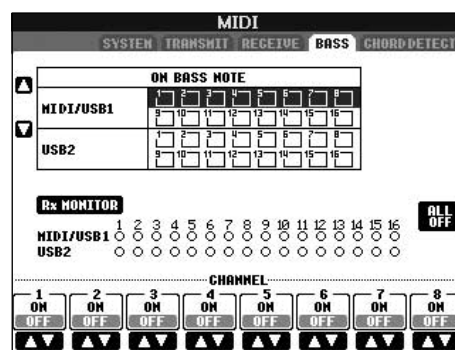 MIDI
SYSTEM TRANSMIT RECEIVE BASS CHORD DETECT
ON BASS NOTE
MIDI/USB1
1 2 3 4 5 6 7 8
9 10 11 12 13 14 15 16
USB2
1 2 3 4 5 6 7 8
9 10 11 12 13 14 15 16
Rx MONITOR
ALL
OFF
1 2 3 4 5 6 7 8 9 10 11 12 13 14 15 16
MIDI/USB1
USB2
CHANNEL
1 2 3 4 5 6 7 8
ON ON ON ON ON ON ON ON
OFF OFF OFF OFF OFF OFF OFF OFF